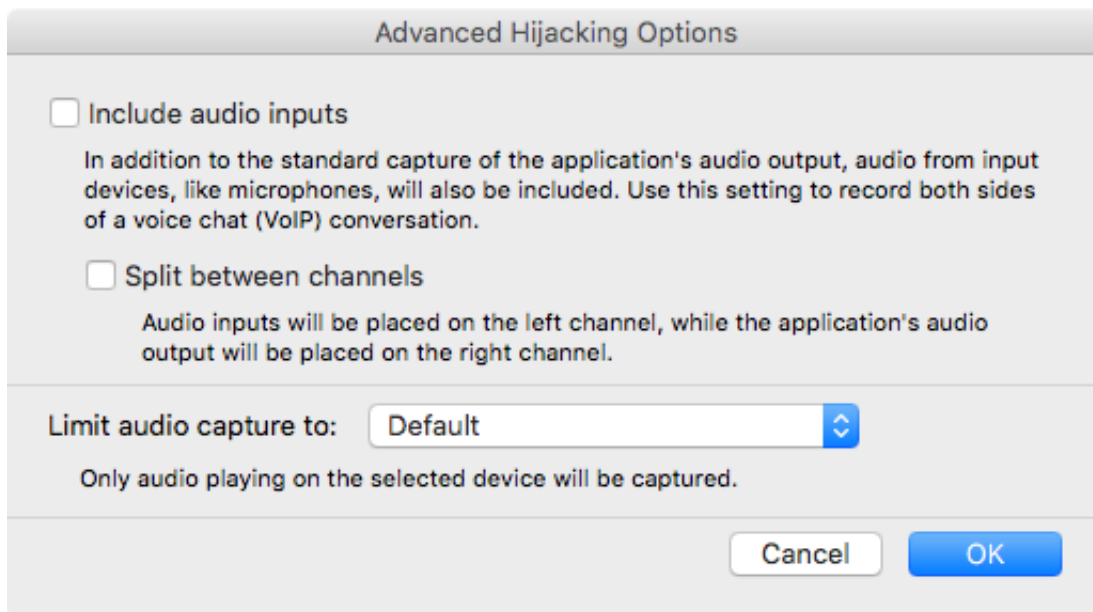 Advanced Hijacking Options
Include audio inputs
In addition to the standard capture of the application's audio output, audio from input
devices, like microphones, will also be included. Use this setting to record both sides
of a voice chat (VoIP) conversation.
Split between channels
Audio inputs will be placed on the left channel, while the application's audio
output will be placed on the right channel.
Limit audio capture to: Default
Only audio playing on the selected device will be captured.
Cancel OK